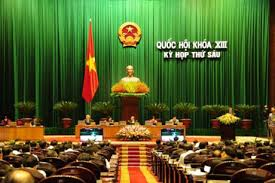 QUỐC HỘI KHÓA XIII
KỲ HỌP THỨ SÁU